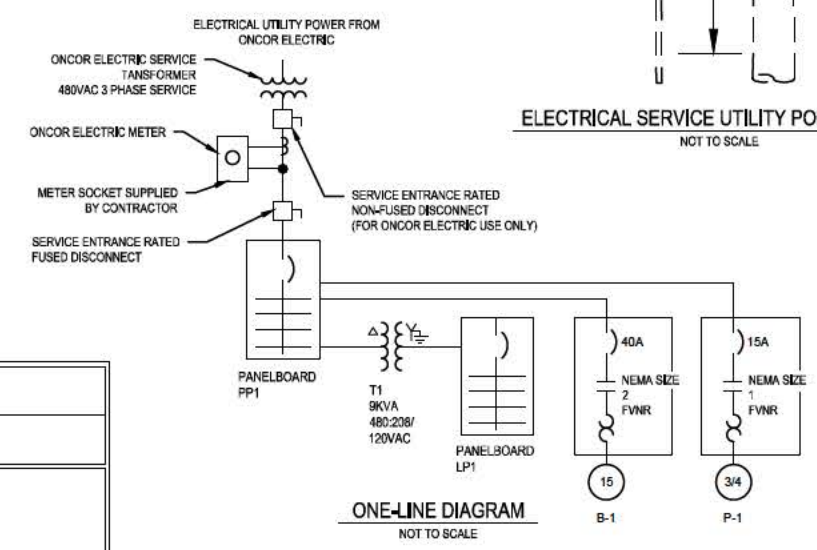 ELECTRICAL UTILITY POWER FROM
ONCOR ELECTRIC
ONCOR ELECTRIC SERVICE
TANSFORMER
480VAC 3 PHASE SERVICE
ONCOR ELECTRIC METER
METER SOCKET SUPPLIED
BY CONTRACTOR
SERVICE ENTRANCE RATED
FUSED DISCONNECT
SERVICE ENTRANCE RATED
NON-FUSED DISCONNECT
(FOR ONCOR ELECTRIC USE ONLY)
ELECTRICAL SERVICE UTILITY PO
NOT TO SCALE
PANELBOARD
PP1
Δ
Y
T1
9KVA
480:208/
120VAC
PANELBOARD
LP1
40A
NEMA SIZE
2
FVNR
15
B-1
15A
NEMA SIZE
1
FVNR
3/4
P-1
ONE-LINE DIAGRAM
NOT TO SCALE